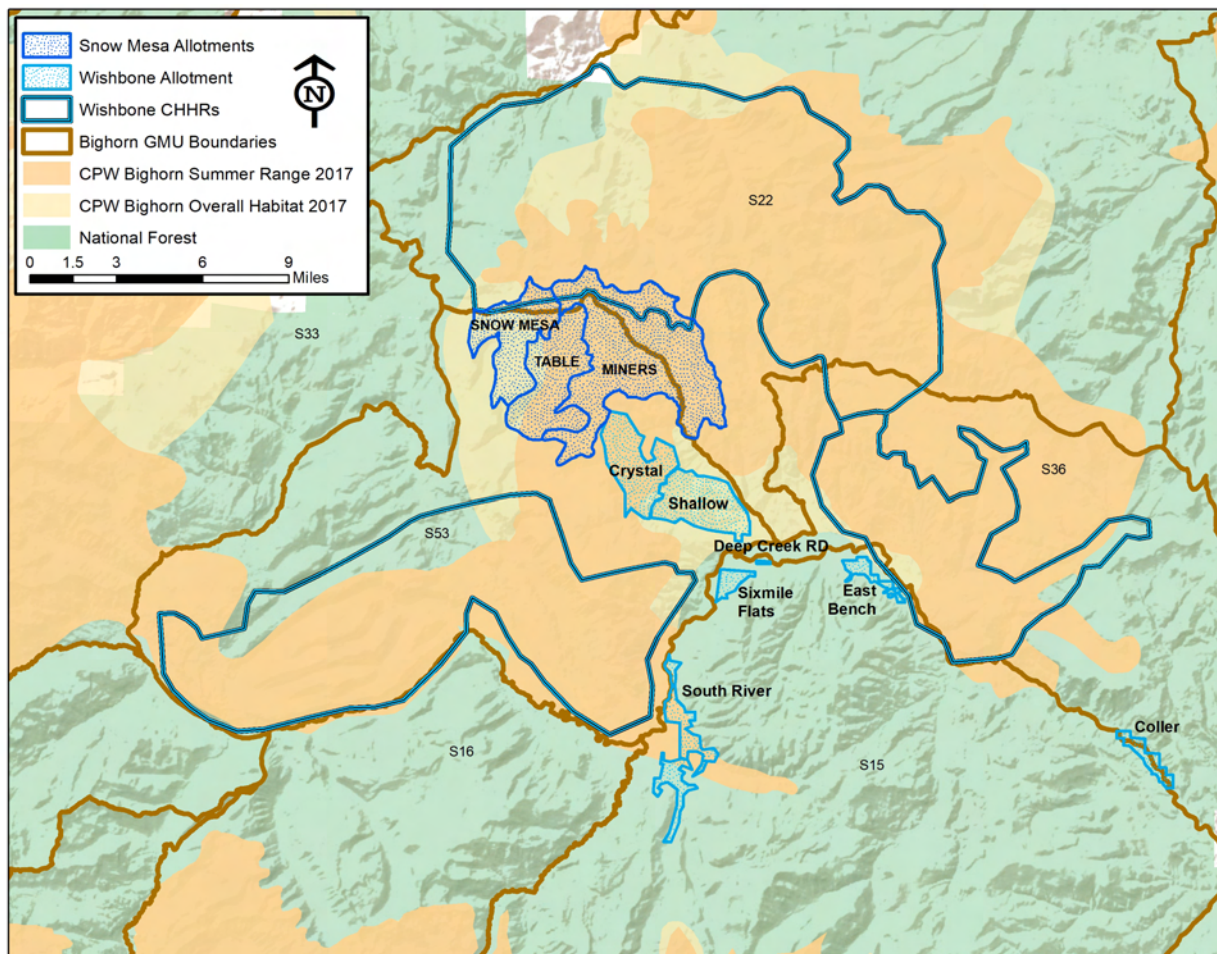 Snow Mesa Allotments
Wishbone Allotment
Wishbone CHHRs
Bighorn GMU Boundaries
CPW Bighorn Summer Range 2017
CPW Bighorn Overall Habitat 2017
National Forest
0 1.5 3 6 9
Miles
N
S22
SNOW MESA
S33
TABLE
MINERS
Crystal
S36
Shallow
S53
Deep Creek RD
Sixmile
Flats
East
Bench
South River
Coller
S16
S15